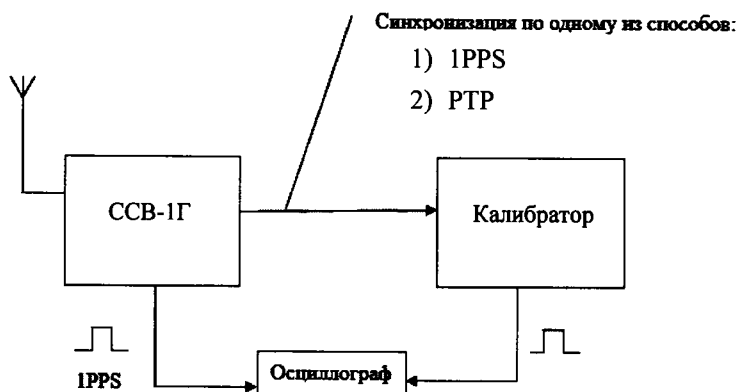 Синхронизация по одному из способов:
1) 1PPS
2) PTP
ССВ-1Г
Калибратор
1PPS
Осциллограф